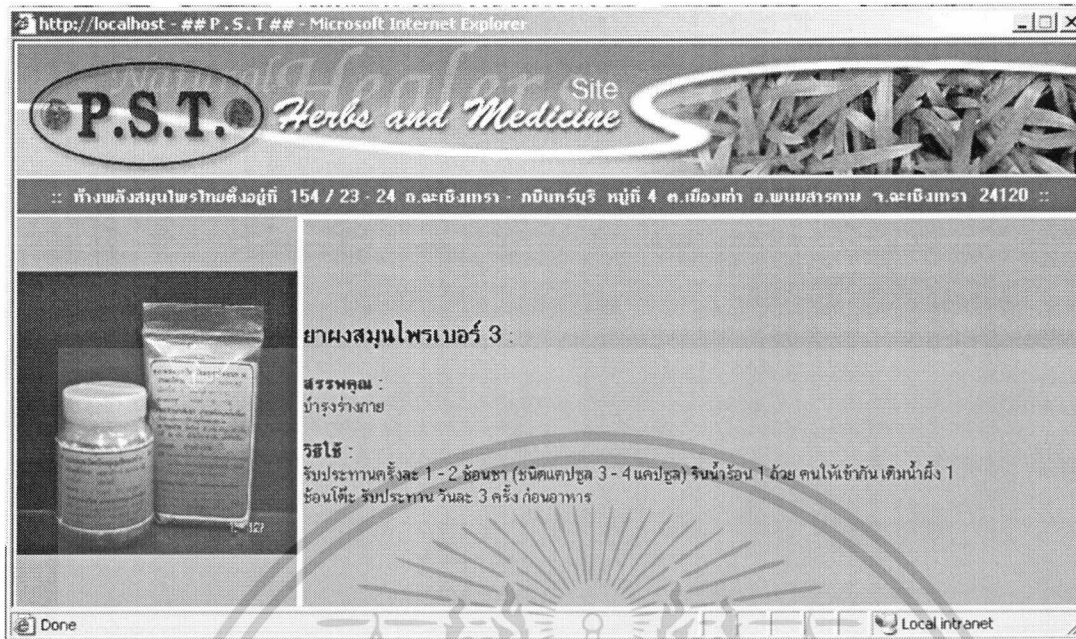 http://localhost - ## P . S . T ## - Microsoft Internet Explorer
Natural Healer
P.S.T. Herbs and Medicine Site
:: ห้างพลังสมุนไพรไทยตั้งอยู่ที่ 154 / 23 - 24 ถ.ฉะเชิงเทรา - กบินทร์บุรี หมู่ที่ 4 ต.เมืองเก่า อ.พนมสารคาม จ.ฉะเชิงเทรา 24120 ::
ยาผงสมุนไพรเบอร์ 3 :
สรรพคุณ :
บำรุงร่างกาย
วิธีใช้ :
รับประทานครั้งละ 1 - 2 ช้อนชา (ชนิดแคปซูล 3 - 4 แคปซูล) รินน้ำร้อน 1 ถ้วย คนให้เข้ากัน เติมน้ำผึ้ง 1
ช้อนโต๊ะ รับประทาน วันละ 3 ครั้ง ก่อนอาหาร
Done
Local intranet